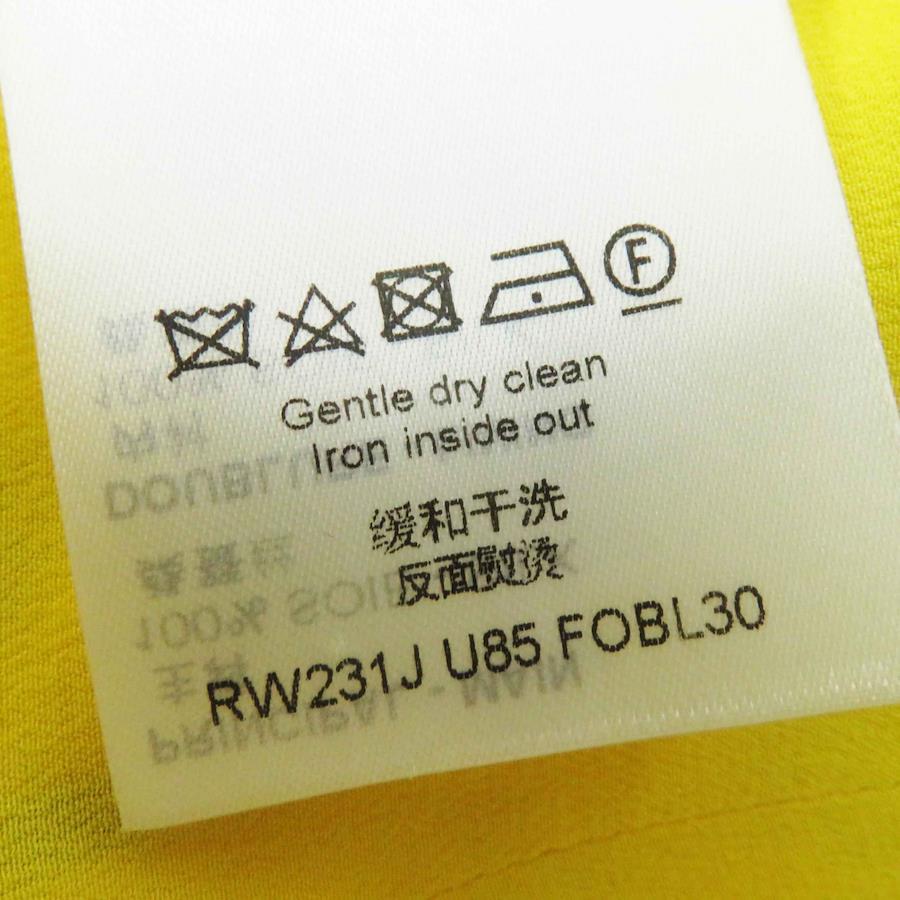 F
Gentle dry clean
Iron inside out
缓和干洗
反面熨烫
RW231J U85 FOBL30